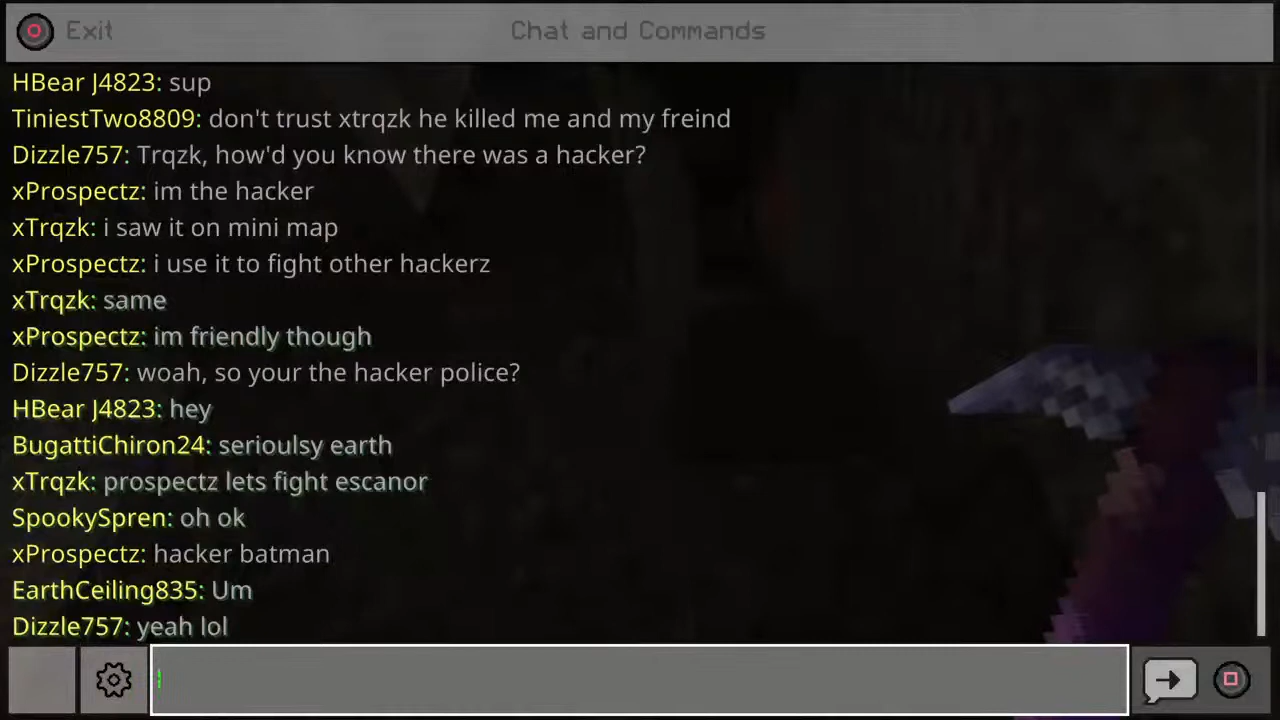 Exit
Chat and Commands
HBear J4823: sup
TiniestTwo8809: don't trust xtrqzk he killed me and my freind
Dizzle757: Trqzk, how'd you know there was a hacker?
xProspectz: im the hacker
xTrqzk: i saw it on mini map
xProspectz: i use it to fight other hackerz
xTrqzk: same
xProspectz: im friendly though
Dizzle757: woah, so your the hacker police?
HBear J4823: hey
BugattiChiron24: serioulsy earth
xTrqzk: prospectz lets fight escanor
SpookySpren: oh ok
xProspectz: hacker batman
EarthCeiling835: Um
Dizzle757: yeah lol